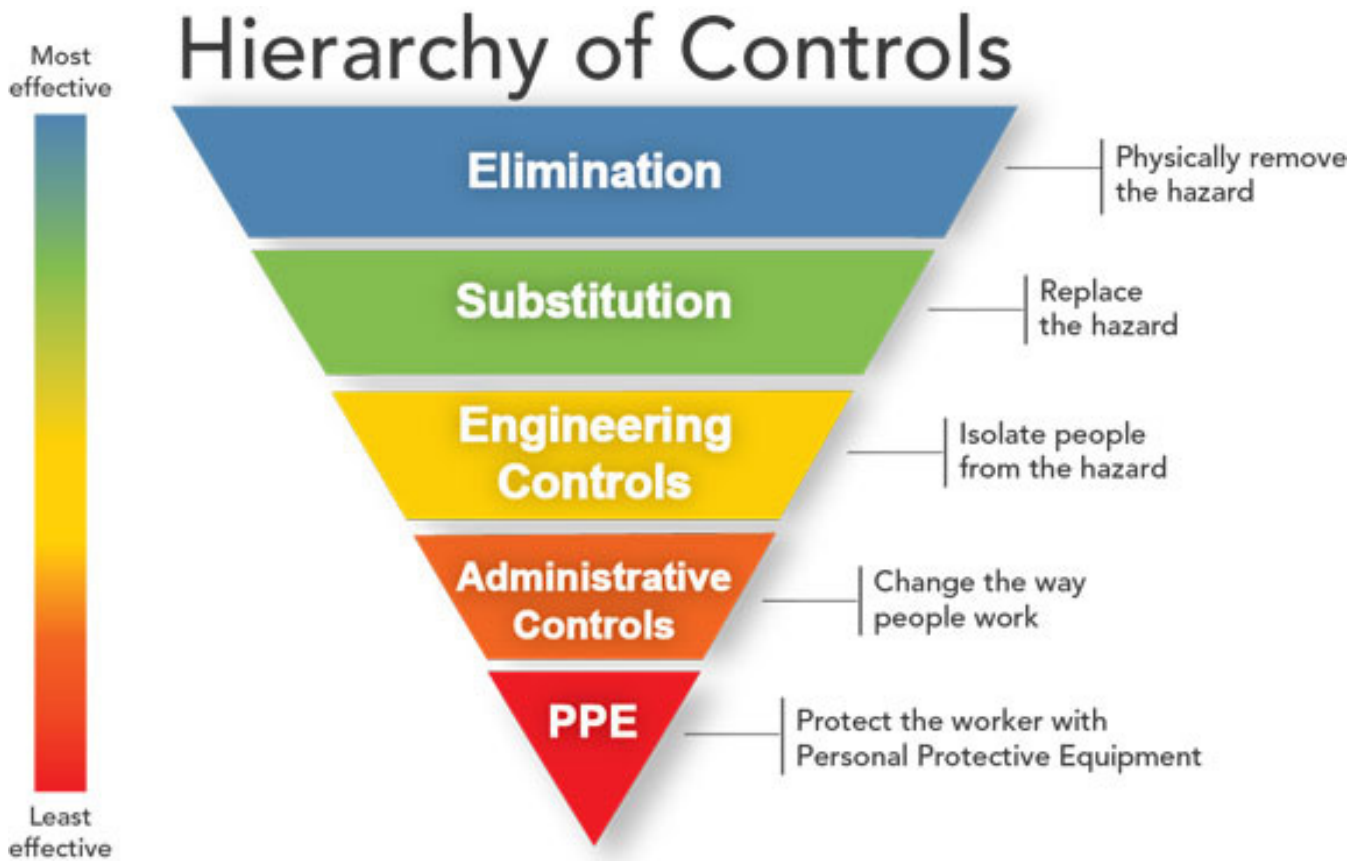 Hierarchy of Controls
Most
effective
Elimination
Physically remove
the hazard
Substitution
Replace
the hazard
Engineering
Controls
Isolate people
from the hazard
Administrative
Controls
Change the way
people work
PPE
Protect the worker with
Personal Protective Equipment
Least
effective